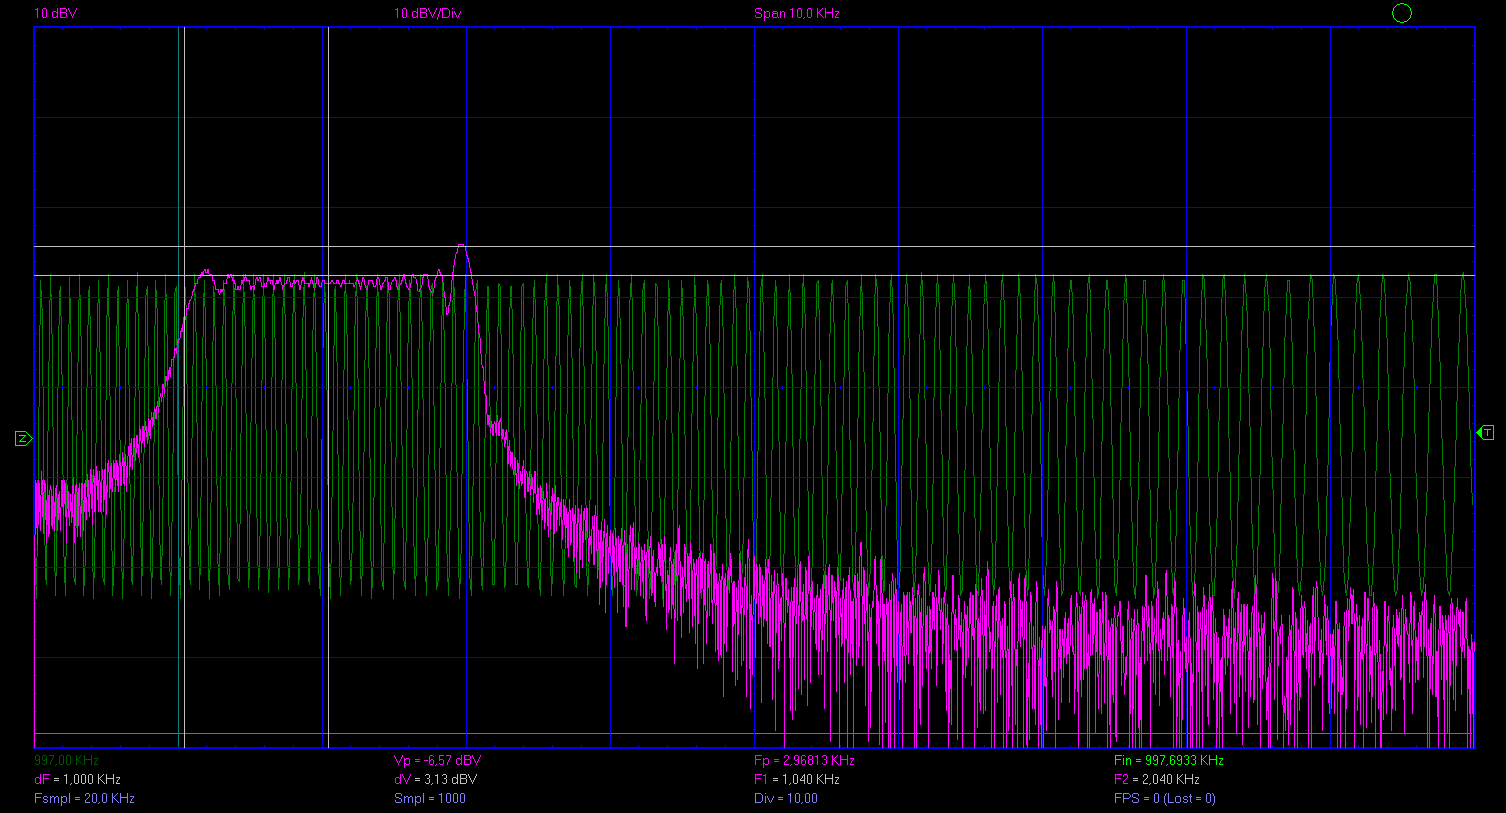 10 dBV 10 dBV/Div Span 10,0 KHz
Z T
997,00 KHz Vp = -6,57 dBV Fp = 2,96813 KHz Fin = 997,6933 KHz
dF = 1,000 KHz dV = 3,13 dBV F1 = 1,040 KHz F2 = 2,040 KHz
Fsmpl = 20,0 KHz Smpl = 1000 Div = 10,00 FPS = 0 (Lost = 0)